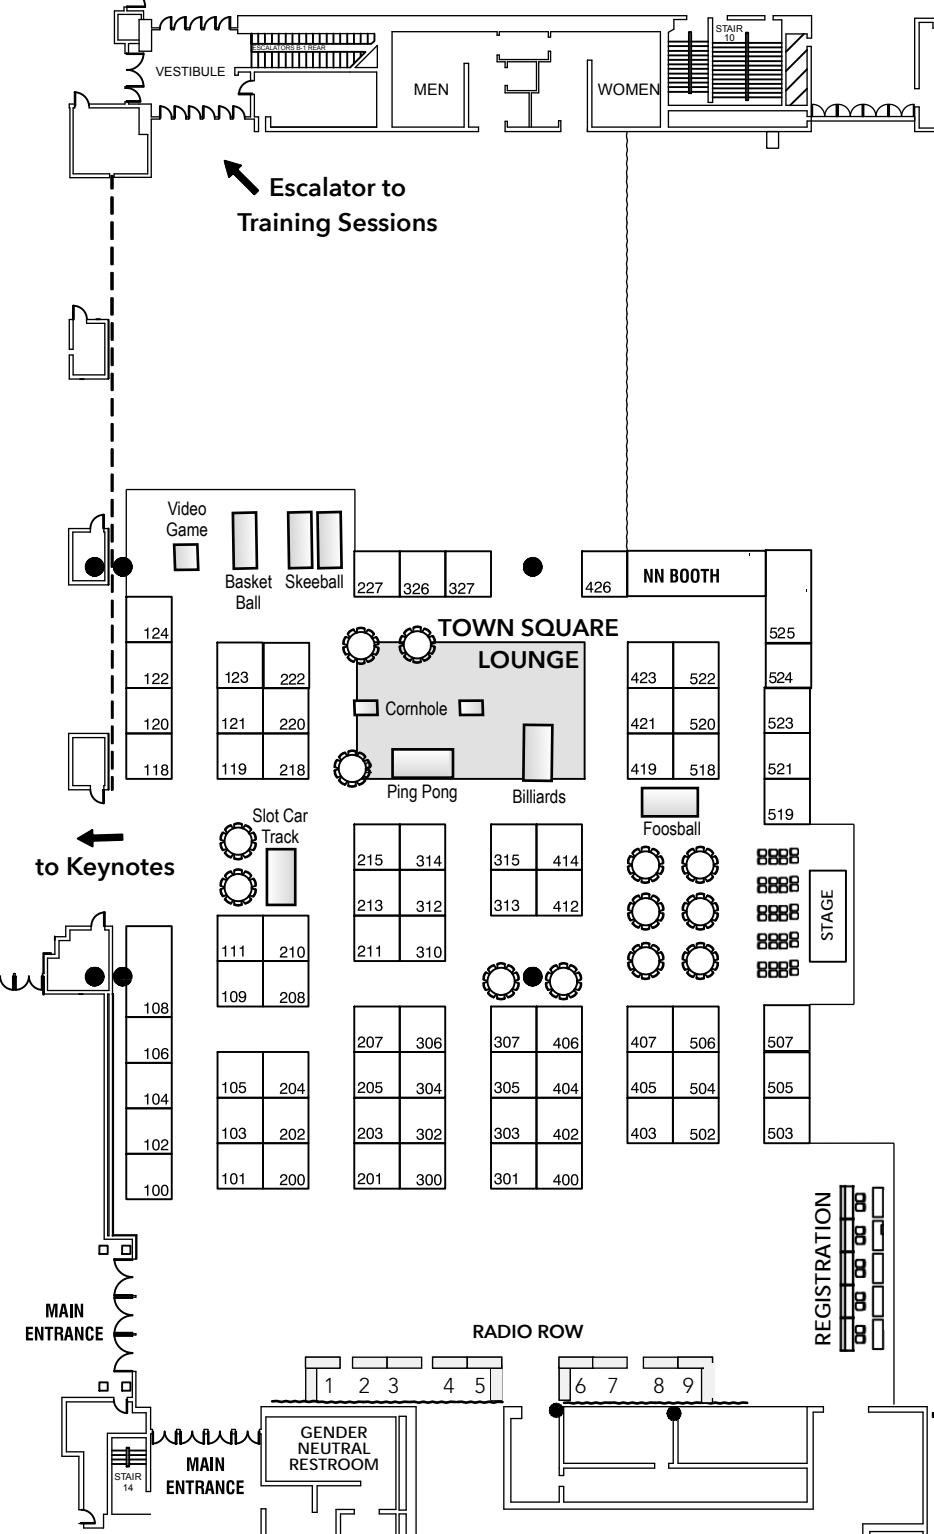 STAIR
10
ESCALATORS B-1 REAR
VESTIBULE
MEN
WOMEN
Escalator to
Training Sessions
Video
Game
Basket
Ball
Skeeball
227 326 327
426
NN BOOTH
124
525
TOWN SQUARE
LOUNGE
122
123 222
423 522
524
120
121 220
Cornhole
421 520
523
118
119 218
419 518
521
Ping Pong
Billiards
519
Slot Car
Track
Foosball
to Keynotes
215 314
315 414
213 312
313 412
STAGE
111 210
211 310
109 208
108
207 306
307 406
407 506
507
106
105 204
205 304
305 404
405 504
505
104
103 202
203 302
303 402
403 502
503
102
101 200
201 300
301 400
100
REGISTRATION
MAIN
ENTRANCE
RADIO ROW
1 2 3 4 5 6 7 8 9
GENDER
NEUTRAL
RESTROOM
MAIN
ENTRANCE
STAIR
14